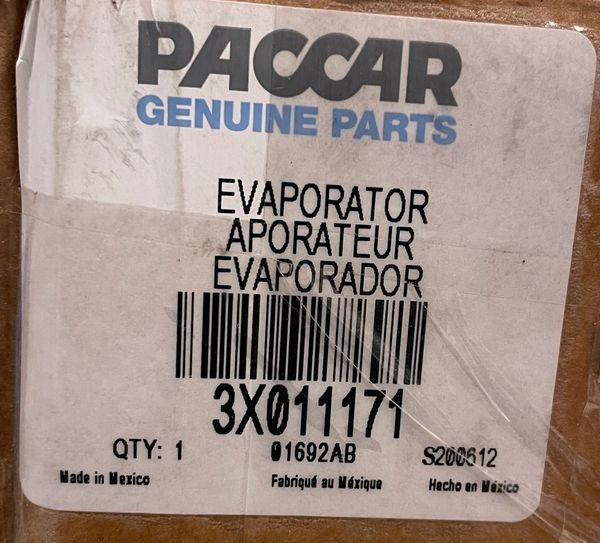 PACCAR
GENUINE PARTS
EVAPORATOR
APORATEUR
EVAPORADOR
3X011171
QTY: 1 01692AB S200612
Made in Mexico Fabriqué au Méxique Hecho en México